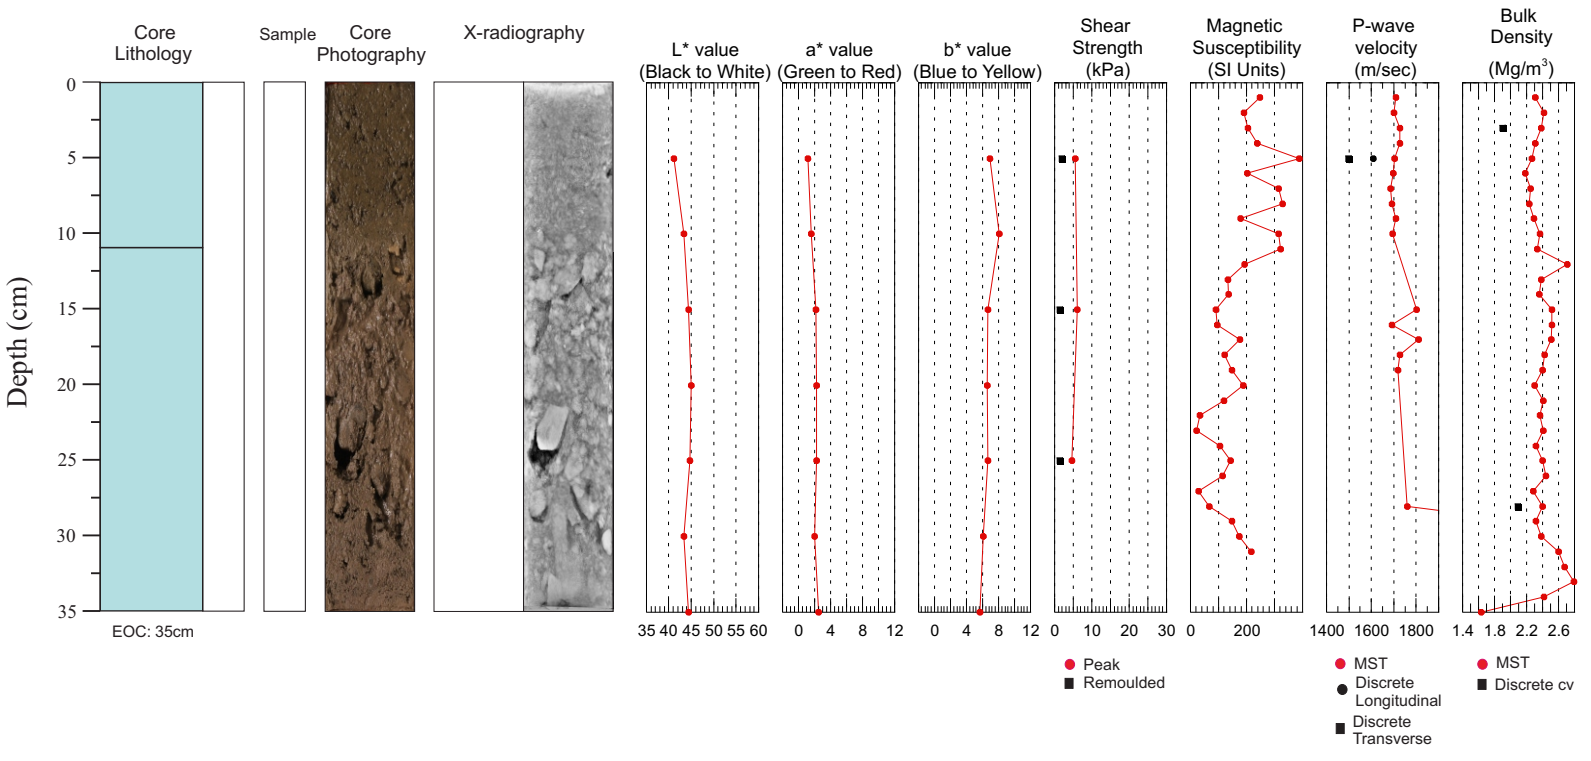 Core
Lithology
Sample
Core
Photography
X-radiography
L* value
(Black to White)
a* value
(Green to Red)
b* value
(Blue to Yellow)
Shear
Strength
(kPa)
Magnetic
Susceptibility
(SI Units)
P-wave
velocity
(m/sec)
Bulk
Density
(Mg/m³)
Depth (cm)
0
5
10
15
20
25
30
35
EOC: 35cm
35 40 45 50 55 60
0 4 8 12
0 4 8 12
0 10 20 30
0 200
1400 1600 1800
1.4 1.8 2.2 2.6
Peak
Remoulded
MST
Discrete
Longitudinal
Discrete
Transverse
MST
Discrete cv